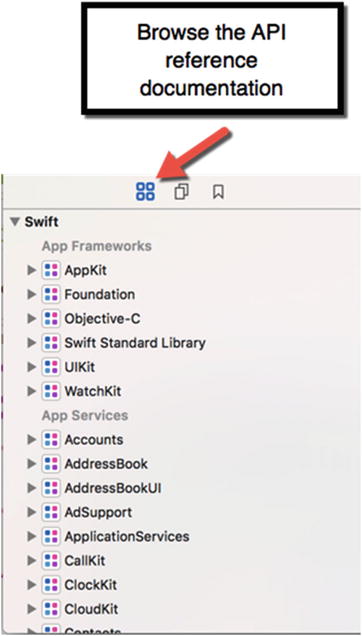 Browse the API
reference
documentation
Swift
App Frameworks
AppKit
Foundation
Objective-C
Swift Standard Library
UIKit
WatchKit
App Services
Accounts
AddressBook
AddressBookUI
AdSupport
ApplicationServices
CallKit
ClockKit
CloudKit
Contacts